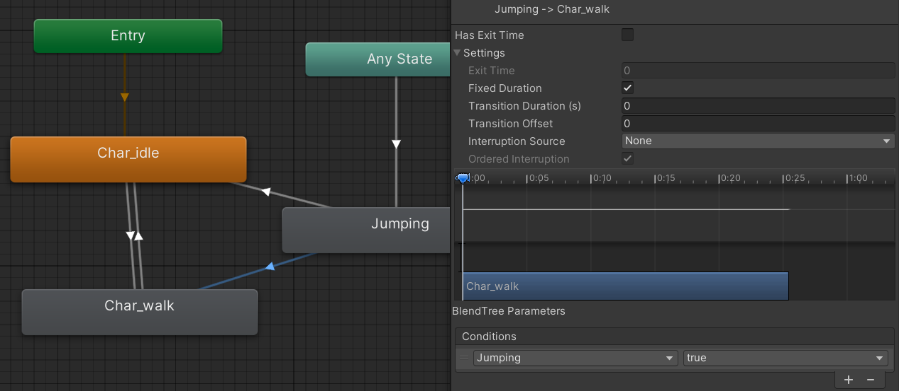 Entry
Any State
Char_idle
Jumping
Char_walk
Jumping -> Char_walk
Has Exit Time
Settings
Exit Time 0
Fixed Duration
Transition Duration (s) 0
Transition Offset 0
Interruption Source None
Ordered Interruption
0:05 0:10 0:15 0:20 0:25 1:00
Char_walk
BlendTree Parameters
Conditions
Jumping true